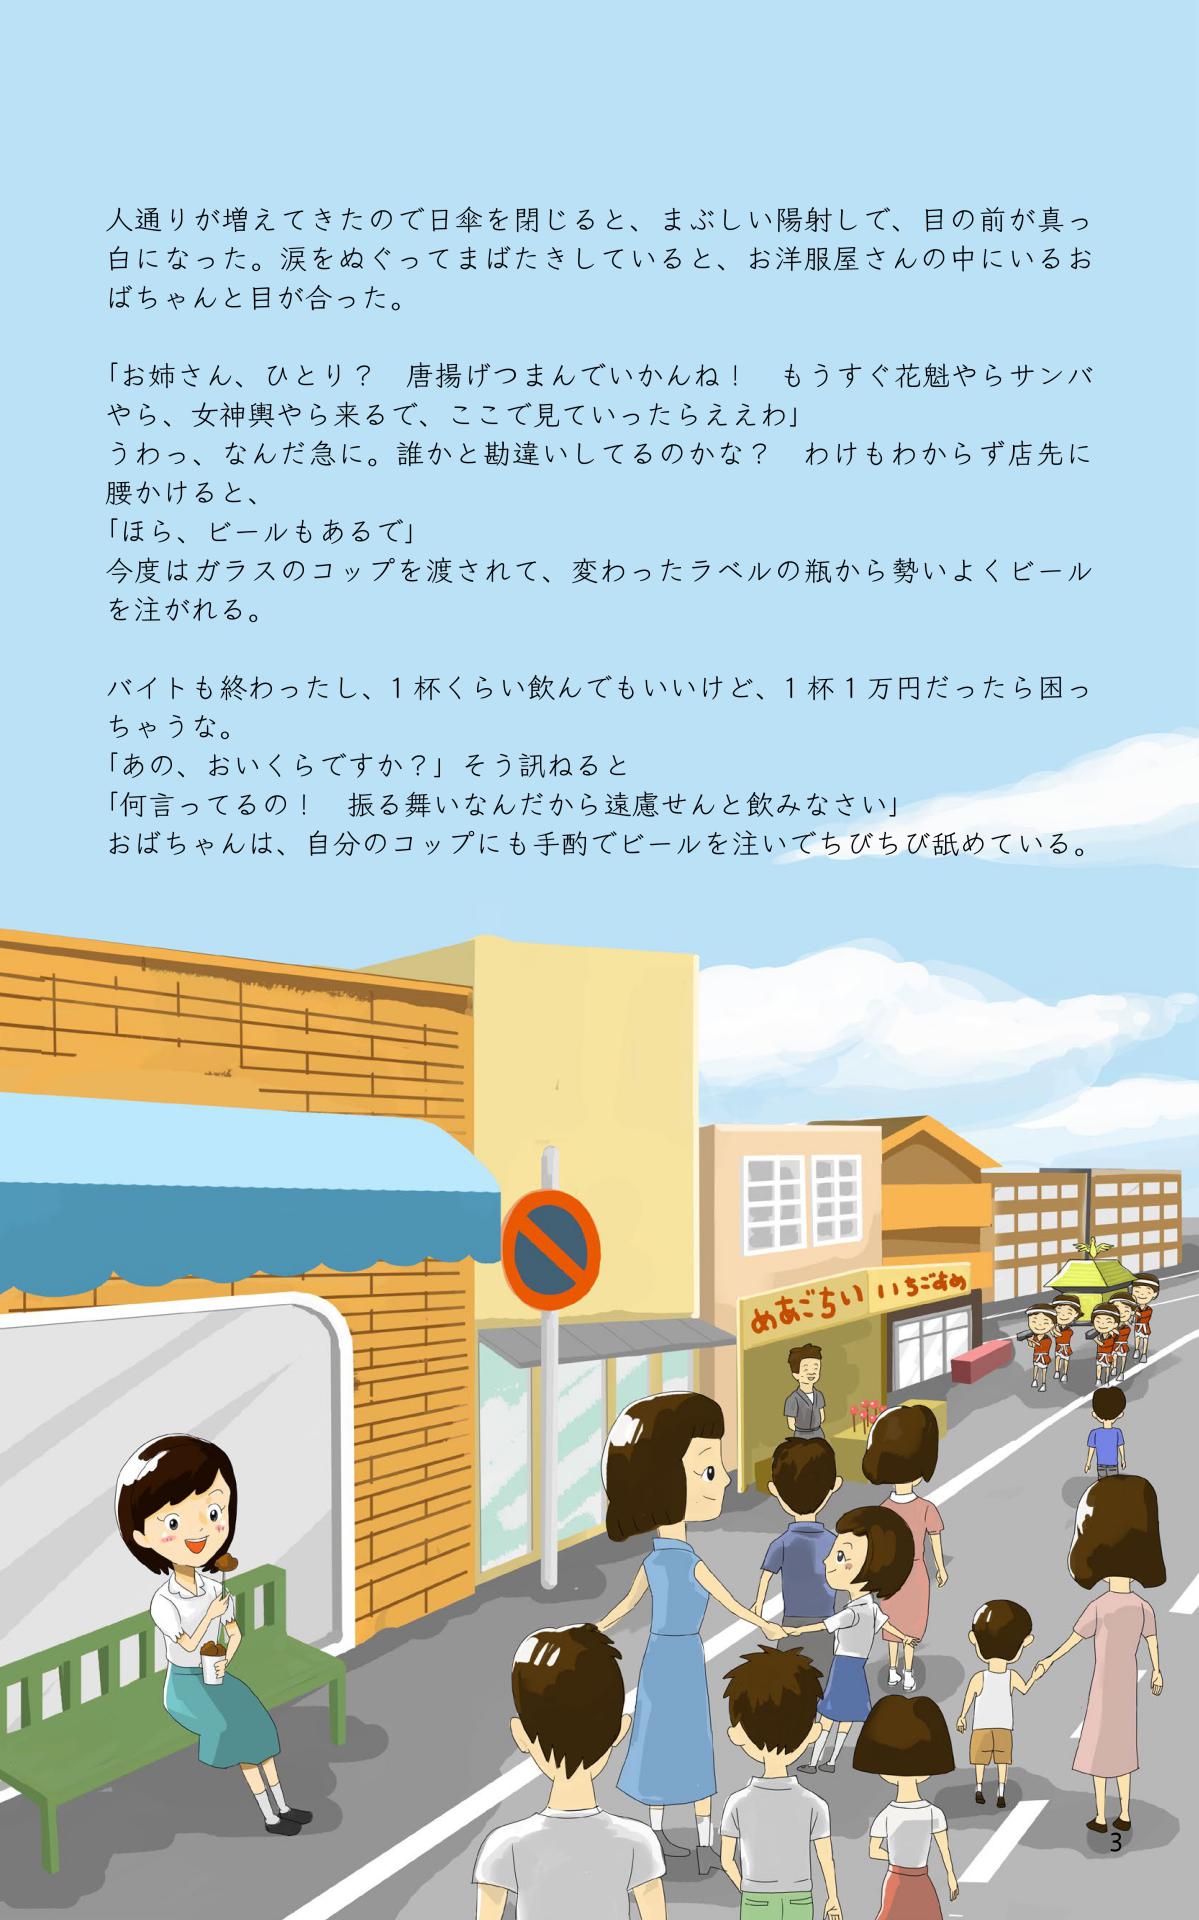 人通りが増えてきたので日傘を閉じると、まぶしい陽射しで、目の前が真っ
白になった。涙をぬぐってまばたきしていると、お洋服屋さんの中にいるお
ばちゃんと目が合った。
「お姉さん、ひとり？　唐揚げつまんでいかんね！　もうすぐ花魁やらサンバ
やら、女神輿やら来るで、ここで見ていったらええわ」
うわっ、なんだ急に。誰かと勘違いしてるのかな？　わけもわからず店先に
腰かけると、
「ほら、ビールもあるで」
今度はガラスのコップを渡されて、変わったラベルの瓶から勢いよくビール
を注がれる。
バイトも終わったし、1 杯くらい飲んでもいいけど、1 杯 1 万円だったら困っ
ちゃうな。
「あの、おいくらですか？」そう訊ねると
「何言ってるの！　振る舞いなんだから遠慮せんと飲みなさい」
おばちゃんは、自分のコップにも手酌でビールを注いでちびちび舐めている。
めあごちい
いちごすめ
3